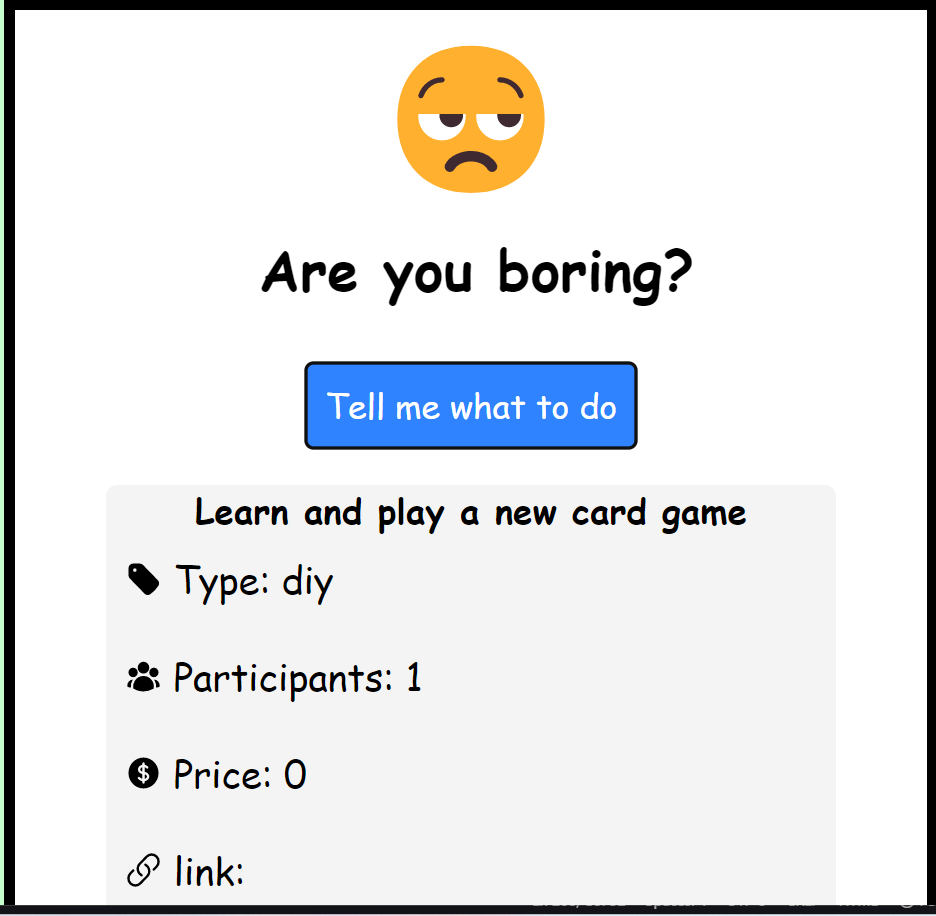 Are you boring?
Tell me what to do
Learn and play a new card game
Type: diy
Participants: 1
Price: 0
link: